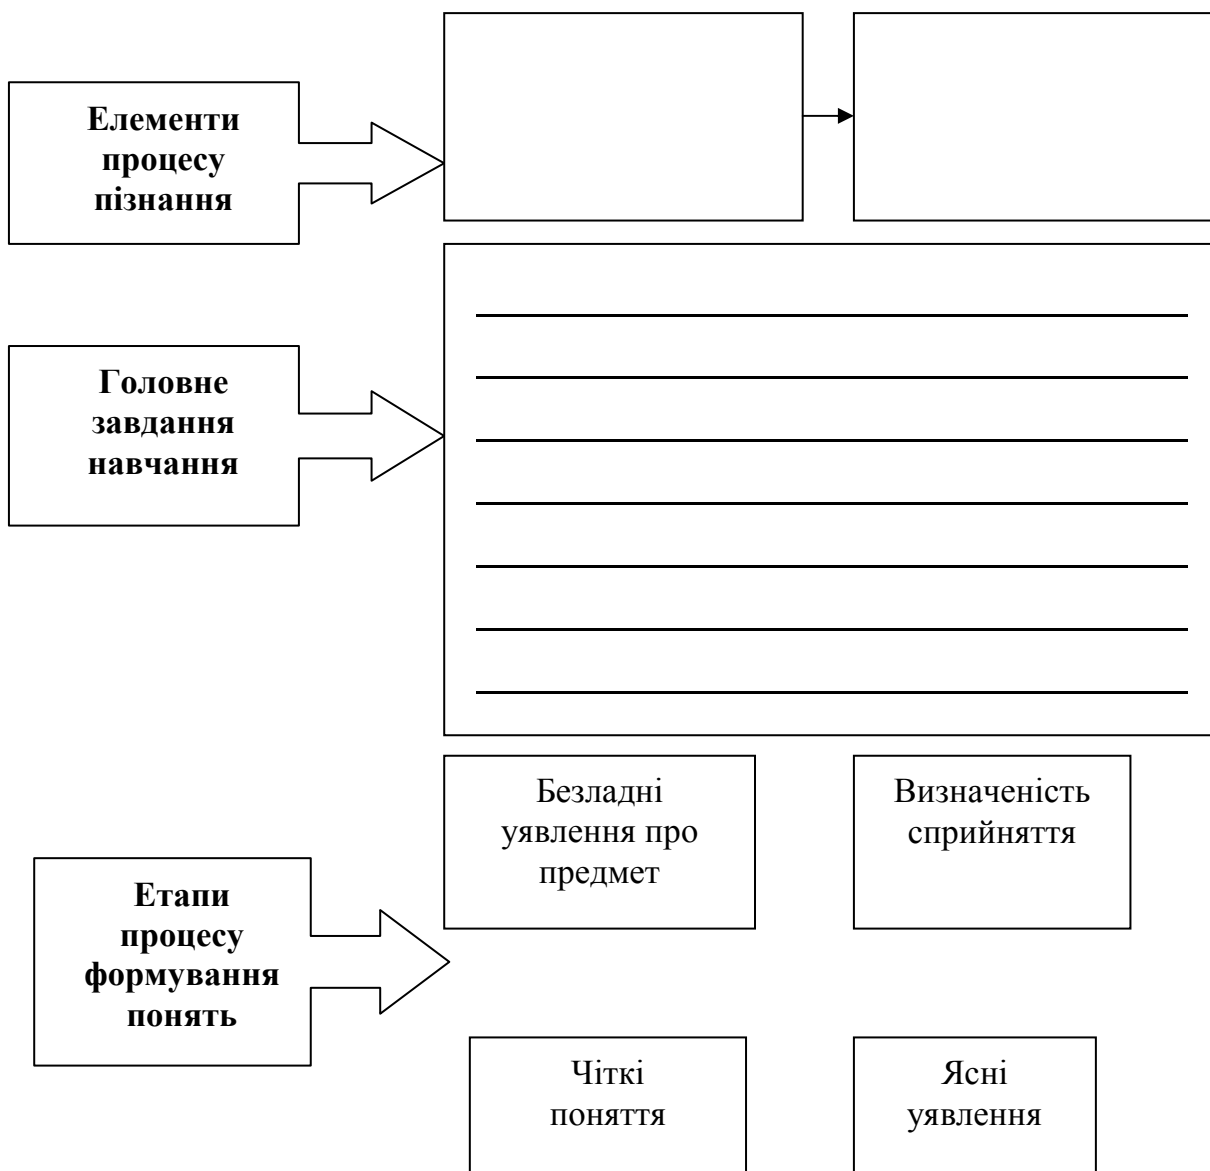 Елементи
процесу
пізнання
Головне
завдання
навчання
Безладні
уявлення про
предмет
Визначеність
сприйняття
Етапи
процесу
формування
понять
Чіткі
поняття
Ясні
уявлення